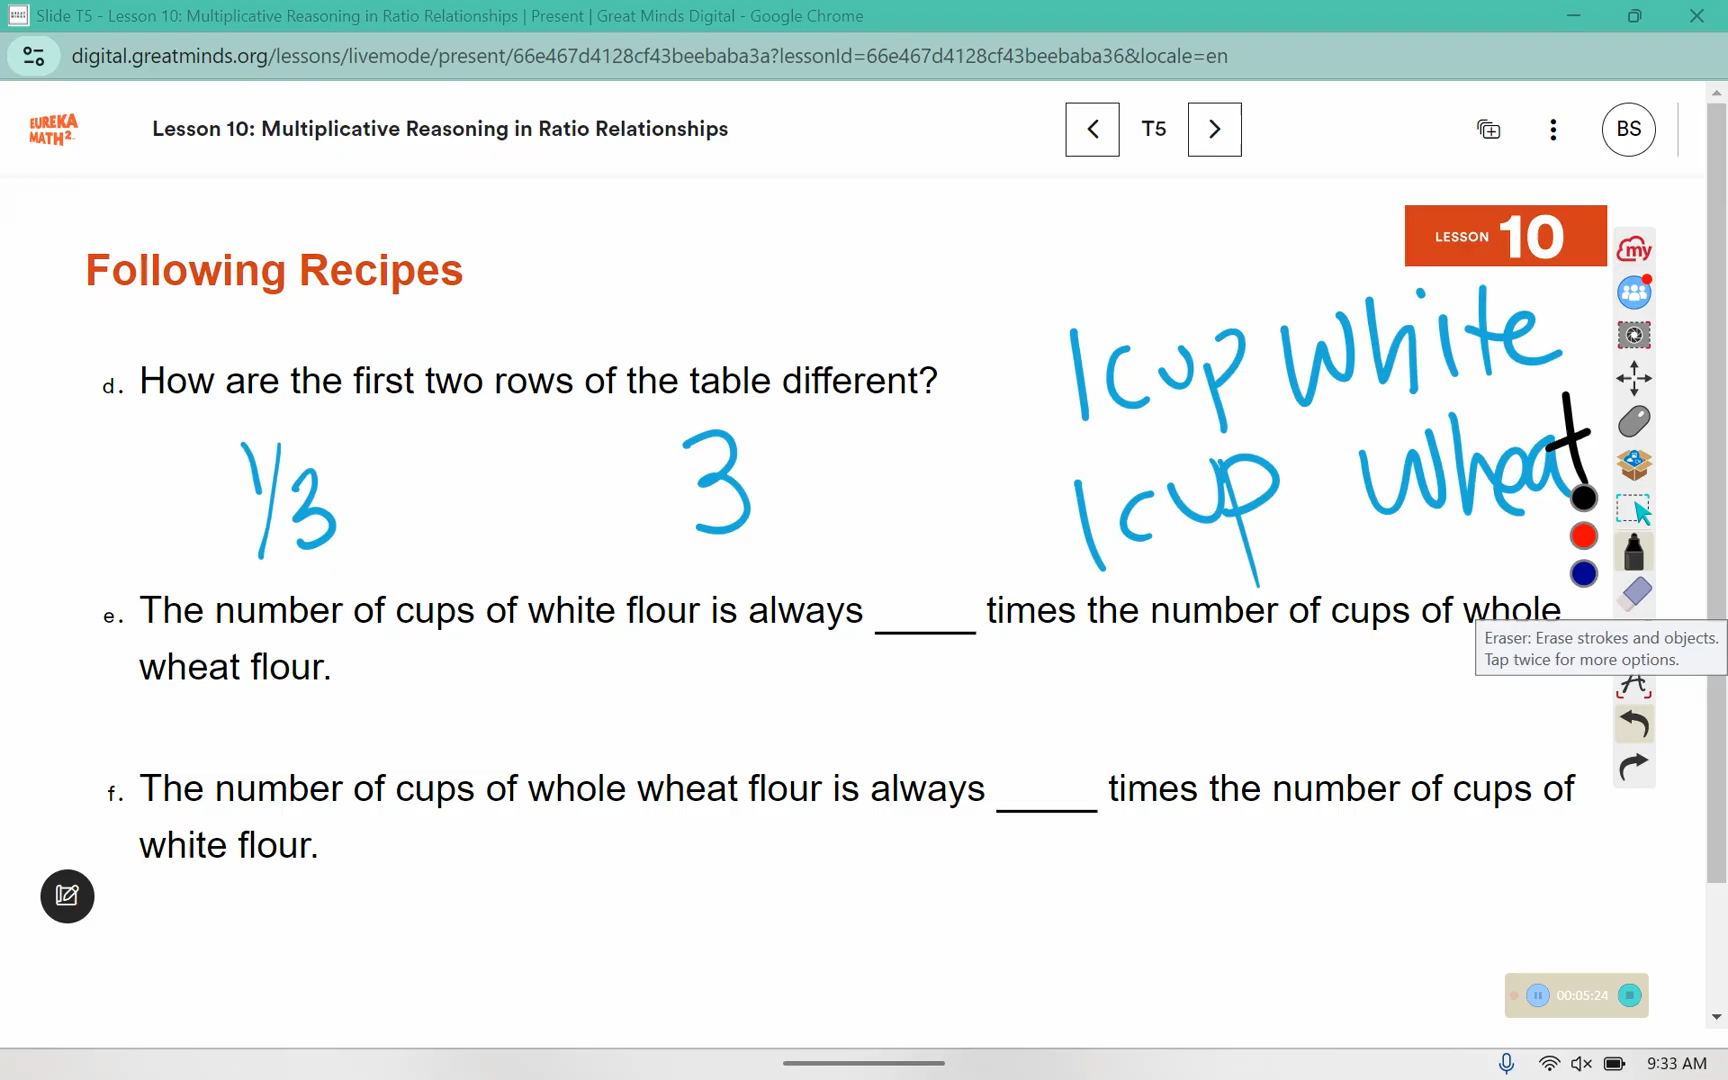 Slide T5 - Lesson 10: Multiplicative Reasoning in Ratio Relationships | Present | Great Minds Digital - Google Chrome
digital.greatminds.org/lessons/livemode/present/66e467d4128cf43beebaba3a?lessonId=66e467d4128cf43beebaba36&locale=en
EUREKA
MATH²
Lesson 10: Multiplicative Reasoning in Ratio Relationships
T5
BS
LESSON 10
my
Following Recipes
1 cup white
d. How are the first two rows of the table different?
1/3 3
1 cup wheat
e. The number of cups of white flour is always _____ times the number of cups of whole
wheat flour.
Eraser: Erase strokes and objects.
Tap twice for more options.
f. The number of cups of whole wheat flour is always _____ times the number of cups of
white flour.
00:05:24
9:33 AM